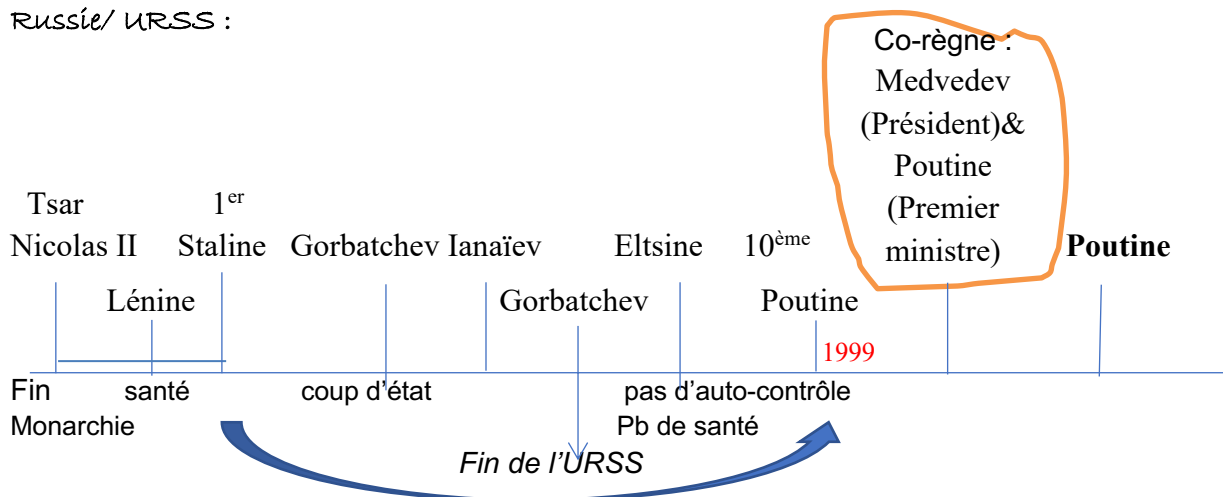 Russie/ URSS :
Co-règne :
Medvedev
(Président)&
Poutine
(Premier
ministre)
Tsar
Nicolas II
1er
Staline
Gorbatchev Ianaïev
Eltsine
10ème
Poutine
Lénine
Gorbatchev
Poutine
1999
Fin
Monarchie
santé
coup d’état
pas d’auto-contrôle
Pb de santé
Fin de l’URSS